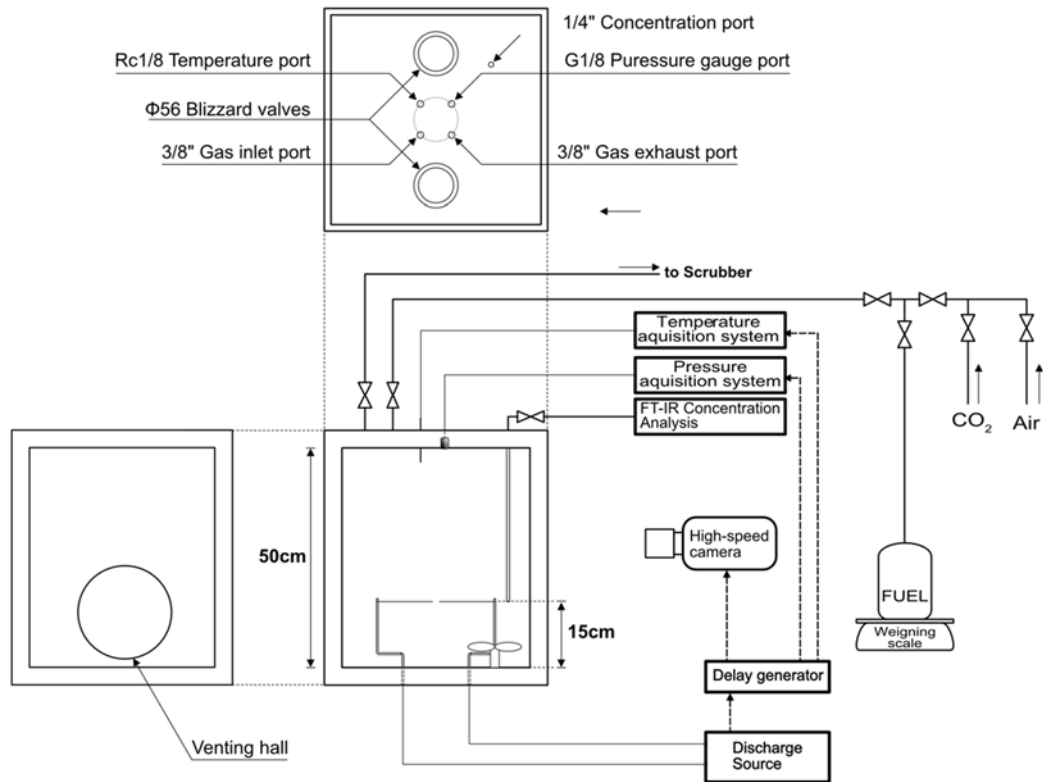 1/4" Concentration port
Rc1/8 Temperature port
G1/8 Puressure gauge port
Φ56 Blizzard valves
3/8" Gas inlet port
3/8" Gas exhaust port
to Scrubber
Temperature
aquisition system
Pressure
aquisition system
FT-IR Concentration
Analysis
CO₂
Air
50cm
High-speed
camera
15cm
FUEL
Weigning
scale
Delay generator
Venting hall
Discharge
Source